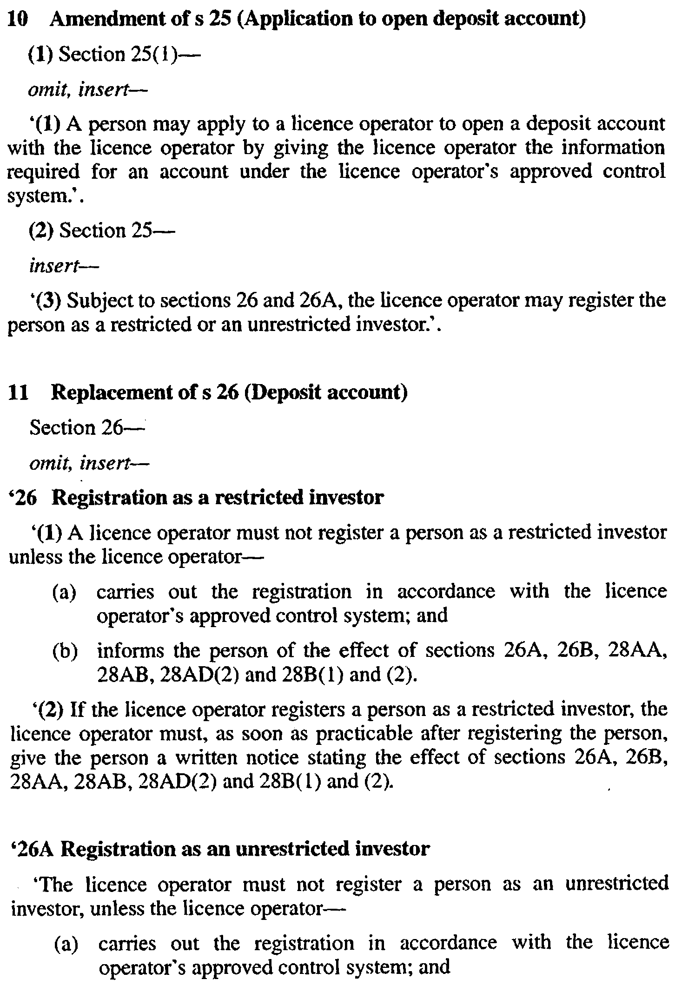 10 Amendment of s 25 (Application to open deposit account)
(1) Section 25(1)—
omit, insert—
‘(1) A person may apply to a licence operator to open a deposit account
with the licence operator by giving the licence operator the information
required for an account under the licence operator's approved control
system.’.
(2) Section 25—
insert—
‘(3) Subject to sections 26 and 26A, the licence operator may register the
person as a restricted or an unrestricted investor.’.
11 Replacement of s 26 (Deposit account)
Section 26—
omit, insert—
‘26 Registration as a restricted investor
‘(1) A licence operator must not register a person as a restricted investor
unless the licence operator—
(a) carries out the registration in accordance with the licence
operator's approved control system; and
(b) informs the person of the effect of sections 26A, 26B, 28AA,
28AB, 28AD(2) and 28B(1) and (2).
‘(2) If the licence operator registers a person as a restricted investor, the
licence operator must, as soon as practicable after registering the person,
give the person a written notice stating the effect of sections 26A, 26B,
28AA, 28AB, 28AD(2) and 28B(1) and (2).
‘26A Registration as an unrestricted investor
‘The licence operator must not register a person as an unrestricted
investor, unless the licence operator—
(a) carries out the registration in accordance with the licence
operator's approved control system; and